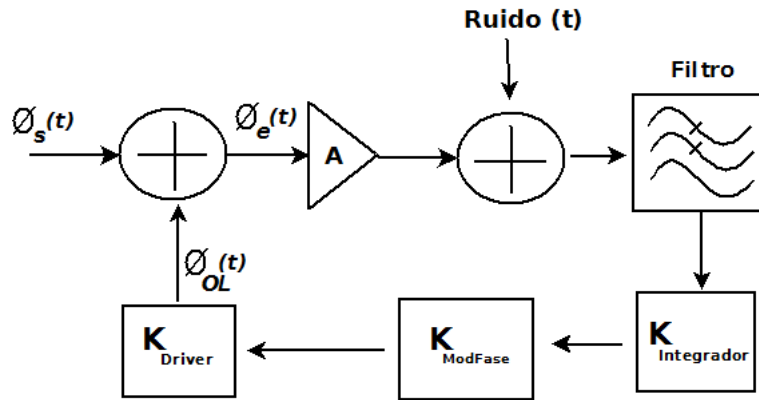 Ruido (t)
Filtro
Øs(t)
Øe(t)
A
ØOL(t)
KDriver
KModFase
KIntegrador